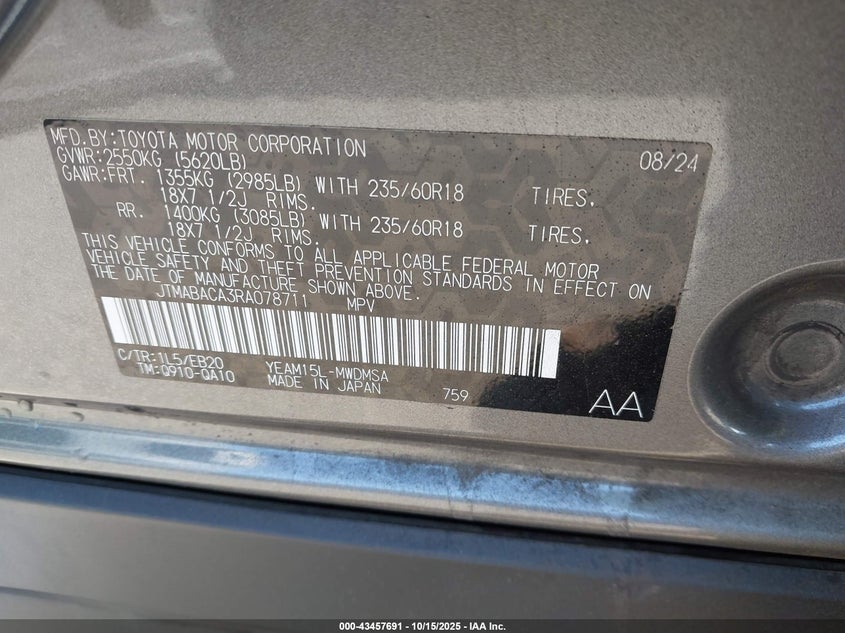 MFD.BY:TOYOTA MOTOR CORPORATION 08/24
GVWR:2550KG (5620LB)
GAWR:FRT. 1355KG (2985LB) WITH 235/60R18 TIRES,
18X7 1/2J RIMS.
RR. 1400KG (3085LB) WITH 235/60R18 TIRES,
18X7 1/2J RIMS.
THIS VEHICLE CONFORMS TO ALL APPLICABLE FEDERAL MOTOR
VEHICLE SAFETY AND THEFT PREVENTION STANDARDS IN EFFECT ON
THE DATE OF MANUFACTURE SHOWN ABOVE.
JTMABACA3RA078711 MPV
C/TR:1L5/EB20 YEAM15L-MWDMSA
TM:Q910-QA10 MADE IN JAPAN 759
AA
000-43457691 - 10/15/2025 - IAA Inc.